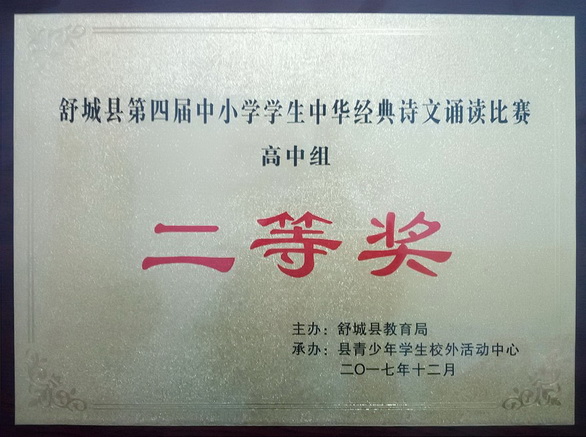 舒城县第四届中小学学生中华经典诗文诵读比赛
高中组
二等奖
主办：舒城县教育局
承办：县青少年学生校外活动中心
二〇一七年十二月